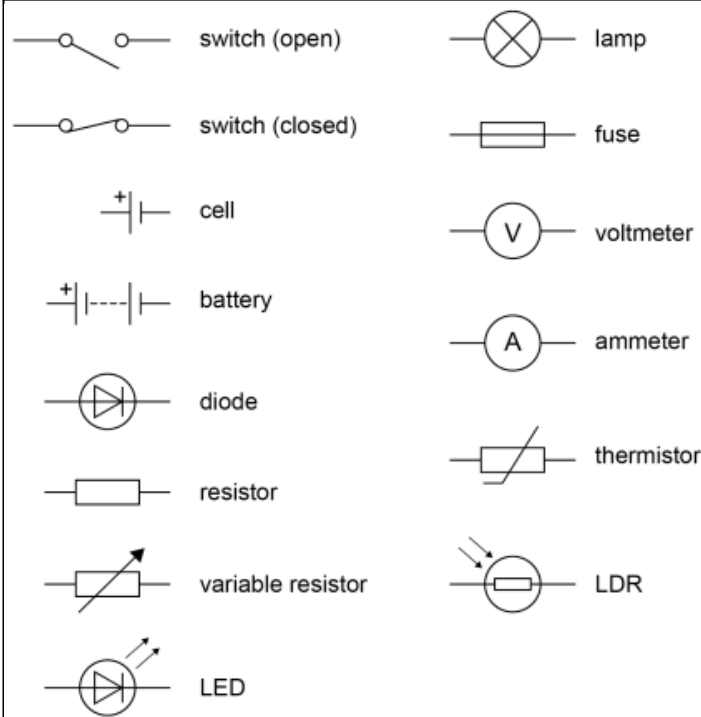 switch (open)
switch (closed)
+
cell
+
battery
diode
resistor
variable resistor
LED
lamp
fuse
V
voltmeter
A
ammeter
thermistor
LDR